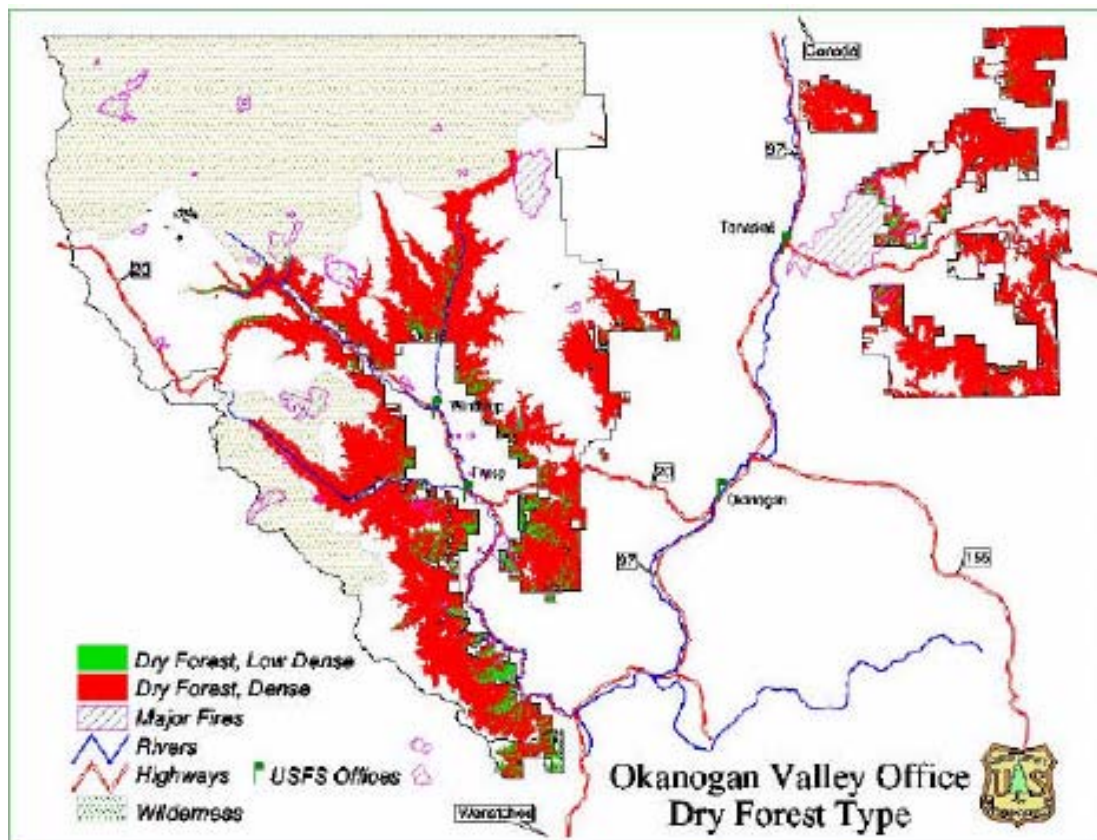 Canada
97
Tonasket
20
Winthrop
Twisp
20
Okanogan
97
155
Dry Forest, Low Dense
Dry Forest, Dense
Major Fires
Rivers
Highways
USFS Offices
Wilderness
Wenatchee
Okanogan Valley Office
Dry Forest Type
U S